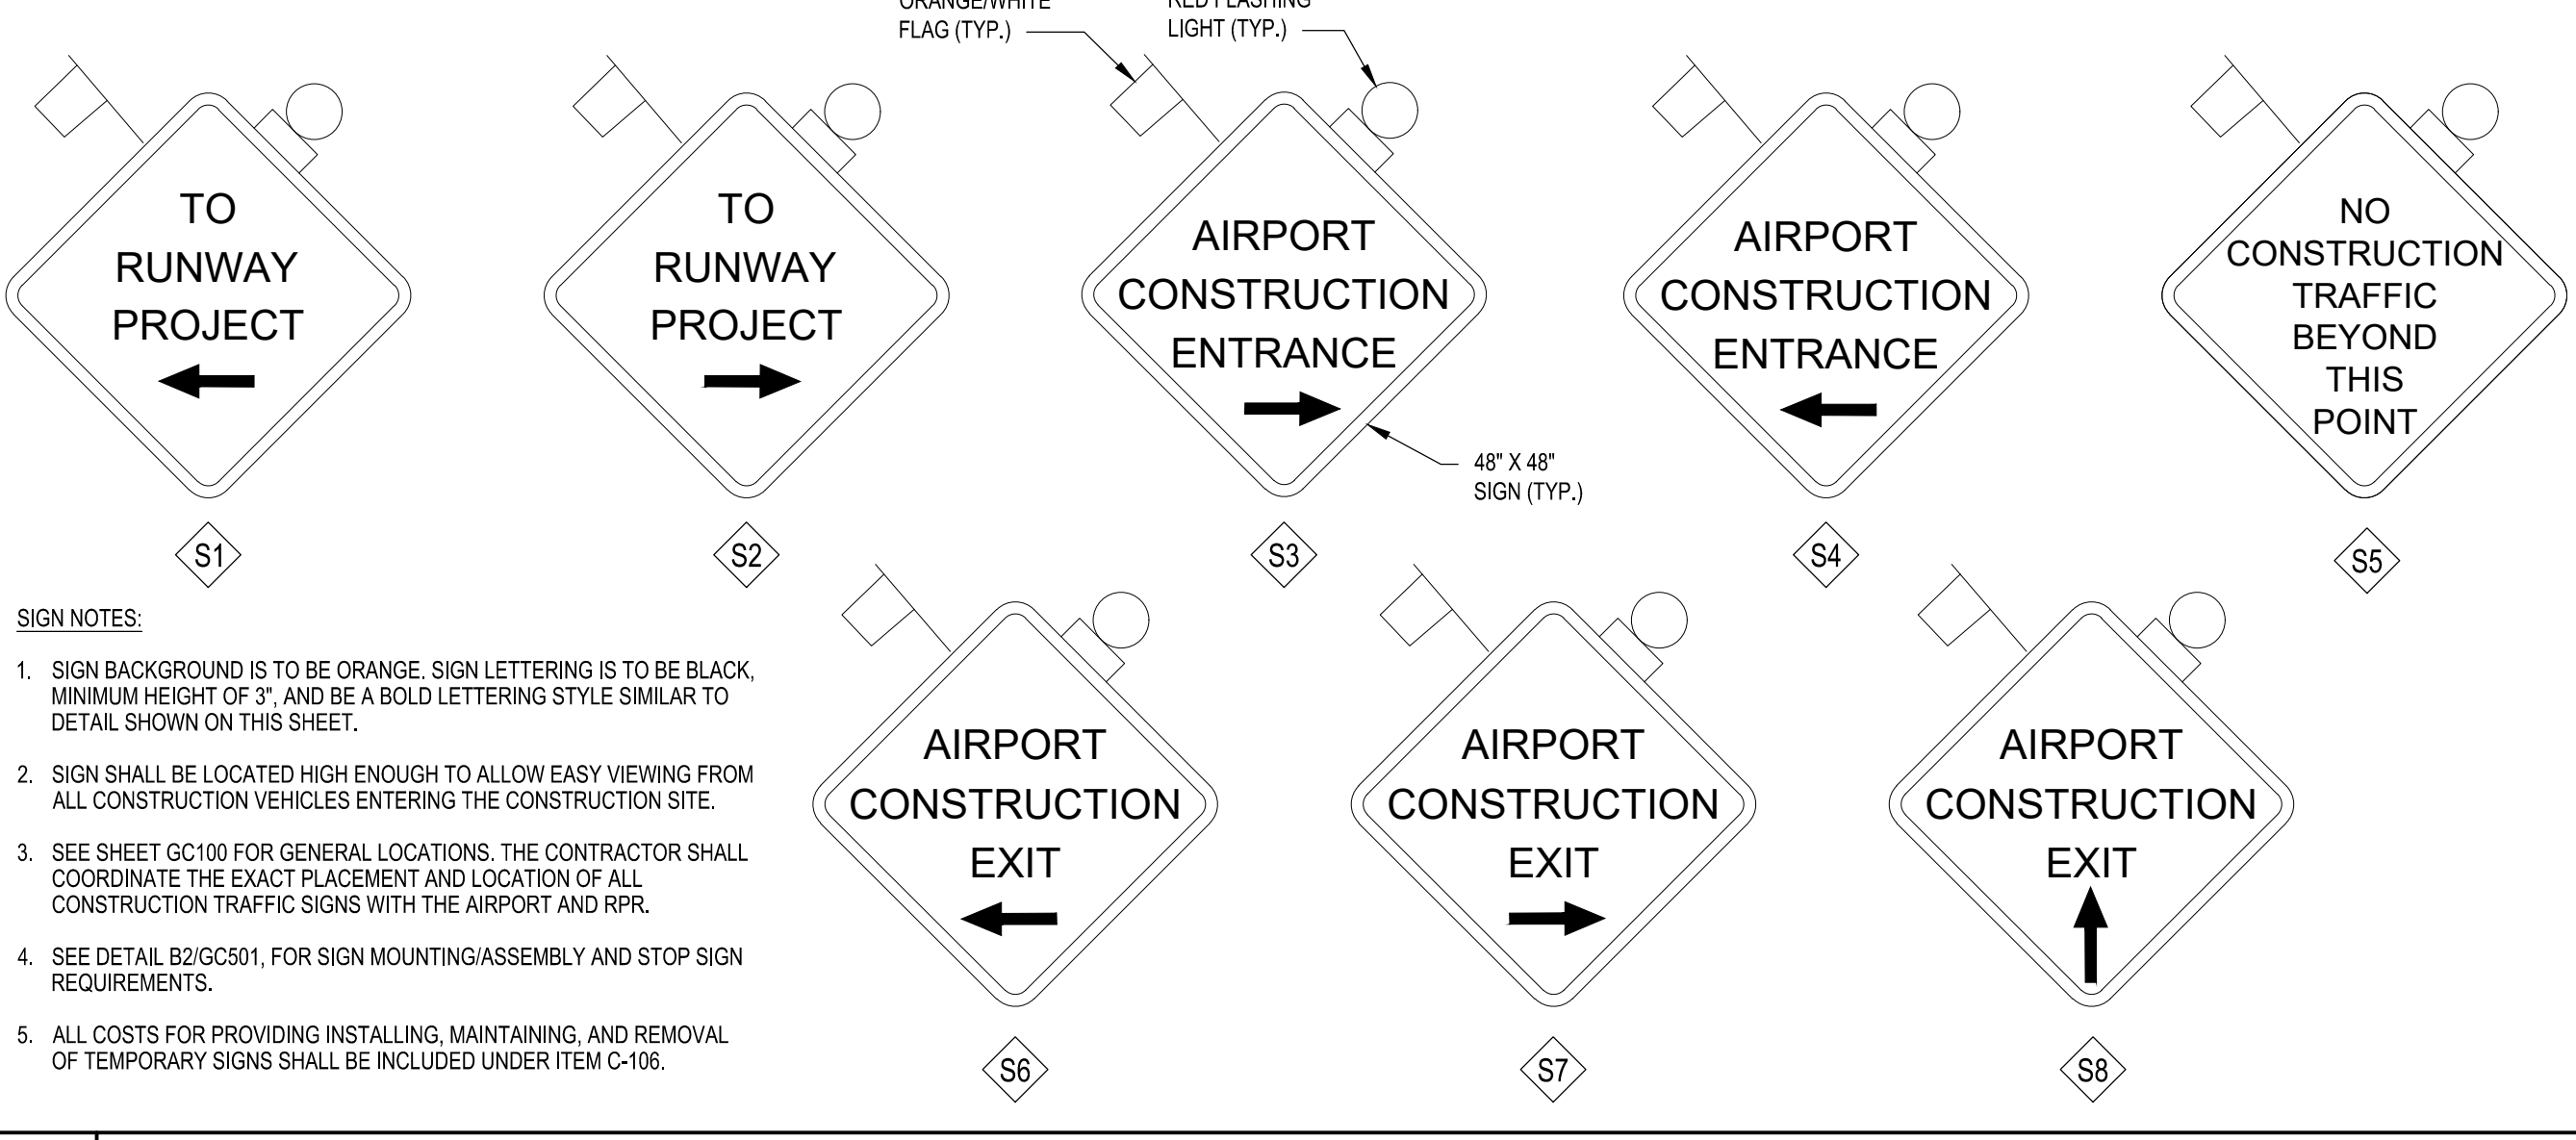 ORANGE/WHITE
FLAG (TYP.)
RED FLASHING
LIGHT (TYP.)
TO
RUNWAY
PROJECT
S1
TO
RUNWAY
PROJECT
S2
AIRPORT
CONSTRUCTION
ENTRANCE
48" X 48"
SIGN (TYP.)
S3
AIRPORT
CONSTRUCTION
ENTRANCE
S4
NO
CONSTRUCTION
TRAFFIC
BEYOND
THIS
POINT
S5
SIGN NOTES:
1. SIGN BACKGROUND IS TO BE ORANGE. SIGN LETTERING IS TO BE BLACK,
MINIMUM HEIGHT OF 3", AND BE A BOLD LETTERING STYLE SIMILAR TO
DETAIL SHOWN ON THIS SHEET.
2. SIGN SHALL BE LOCATED HIGH ENOUGH TO ALLOW EASY VIEWING FROM
ALL CONSTRUCTION VEHICLES ENTERING THE CONSTRUCTION SITE.
3. SEE SHEET GC100 FOR GENERAL LOCATIONS. THE CONTRACTOR SHALL
COORDINATE THE EXACT PLACEMENT AND LOCATION OF ALL
CONSTRUCTION TRAFFIC SIGNS WITH THE AIRPORT AND RPR.
4. SEE DETAIL B2/GC501, FOR SIGN MOUNTING/ASSEMBLY AND STOP SIGN
REQUIREMENTS.
5. ALL COSTS FOR PROVIDING INSTALLING, MAINTAINING, AND REMOVAL
OF TEMPORARY SIGNS SHALL BE INCLUDED UNDER ITEM C-106.
AIRPORT
CONSTRUCTION
EXIT
S6
AIRPORT
CONSTRUCTION
EXIT
S7
AIRPORT
CONSTRUCTION
EXIT
S8